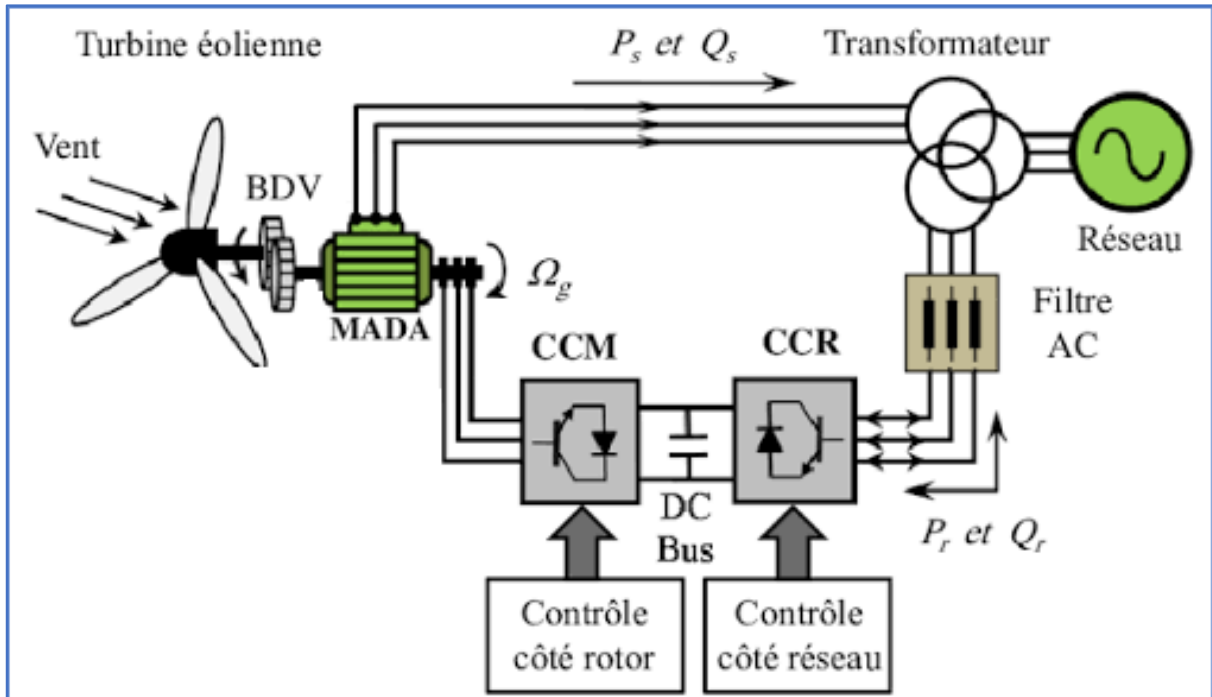 Turbine éolienne
P_s et Q_s
Transformateur
Vent
BDV
MADA
Ω_g
Réseau
Filtre
AC
CCM
CCR
DC
Bus
P_r et Q_r
Contrôle
côté rotor
Contrôle
côté réseau